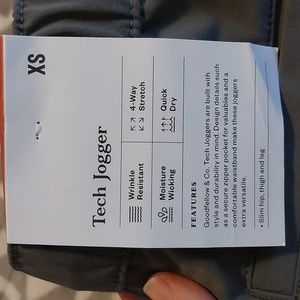 XS
Tech Jogger
Wrinkle
Resistant
4-Way
Stretch
Moisture
Wicking
Quick
Dry
FEATURES
Goodfellow & Co. Tech Joggers are built with
style and durability in mind. Design details such
as a secure zipper pocket for valuables and a
comfortable waistband make these joggers
extra versatile.
• Slim hip, thigh and leg